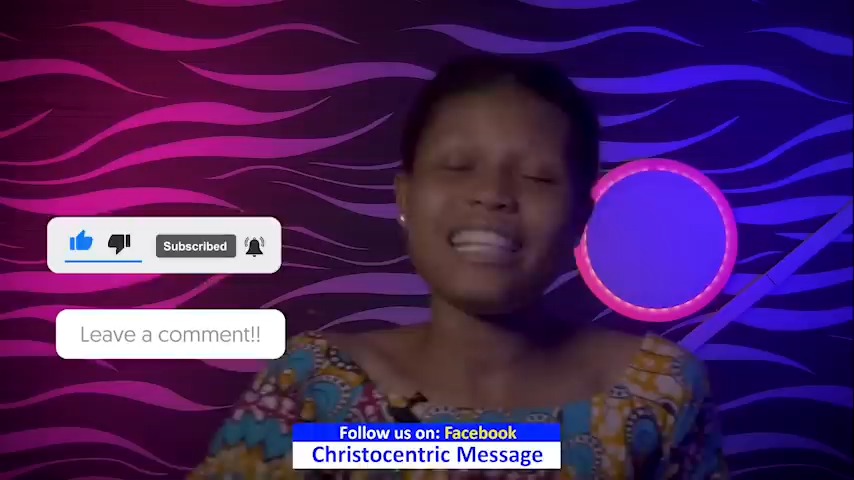 Subscribed
Leave a comment!!
Follow us on: Facebook
Christocentric Message